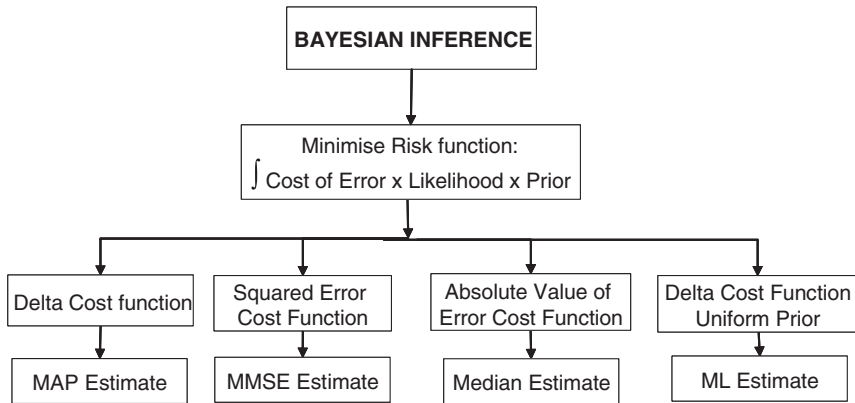 BAYESIAN INFERENCE
Minimise Risk function:
∫ Cost of Error x Likelihood x Prior
Delta Cost function
Squared Error
Cost Function
Absolute Value of
Error Cost Function
Delta Cost Function
Uniform Prior
MAP Estimate
MMSE Estimate
Median Estimate
ML Estimate